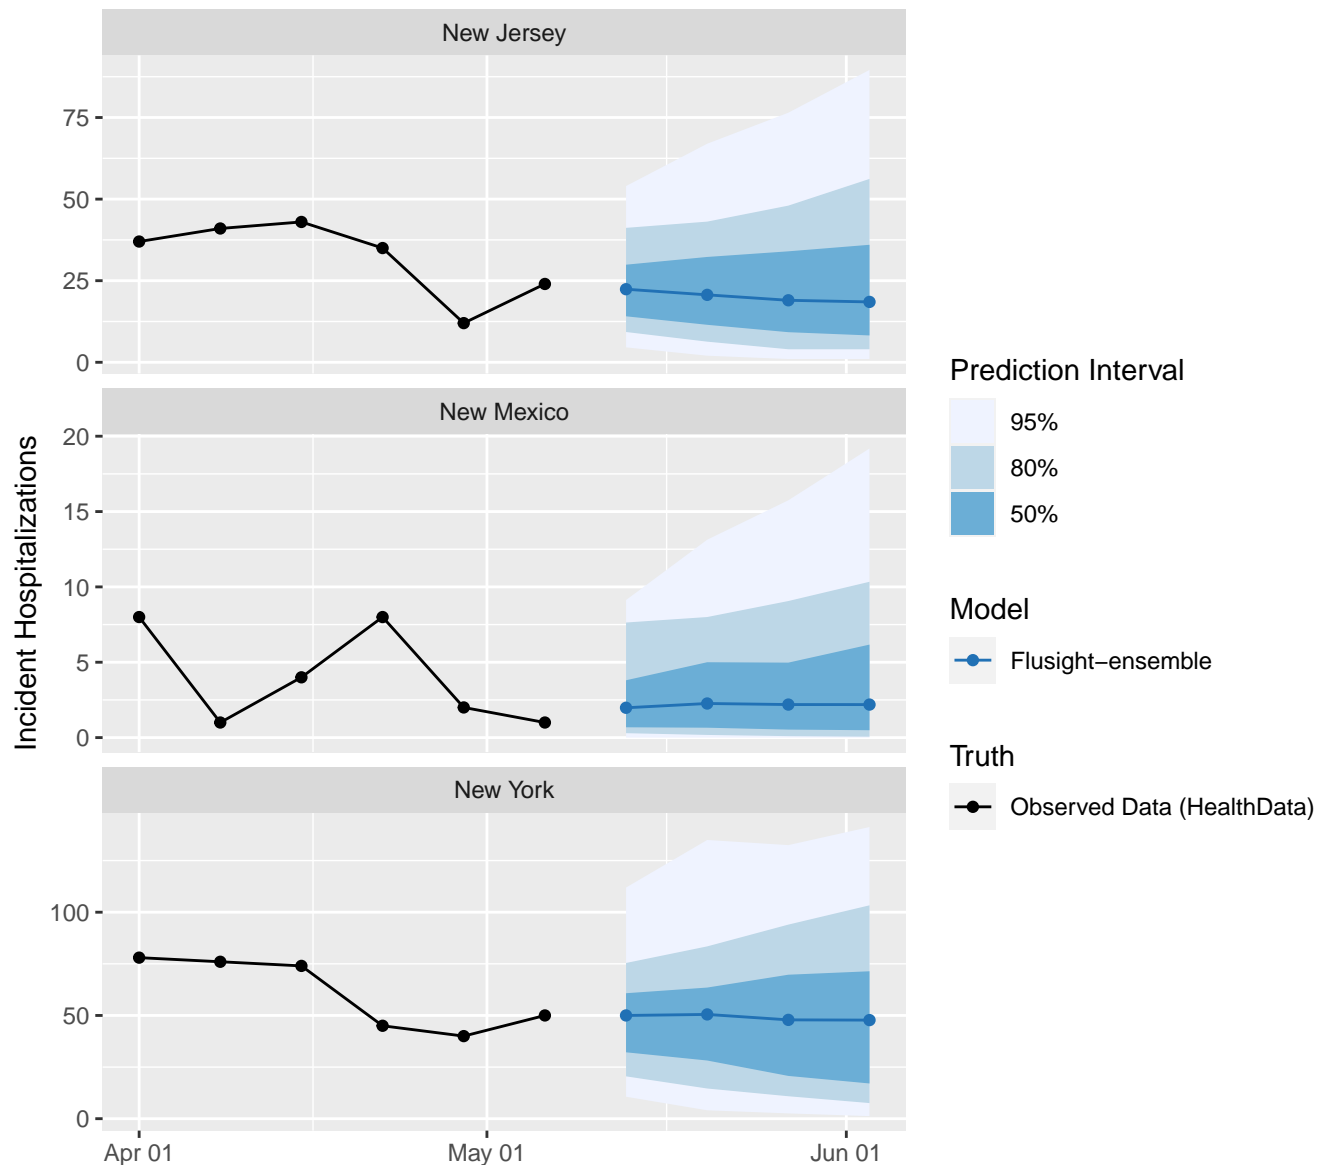 New Jersey
75
50
25
0
New Mexico
20
15
10
5
0
New York
100
50
0
Apr 01
May 01
Jun 01
Incident Hospitalizations
Prediction Interval
95%
80%
50%
Model
Flusight−ensemble
Truth
Observed Data (HealthData)